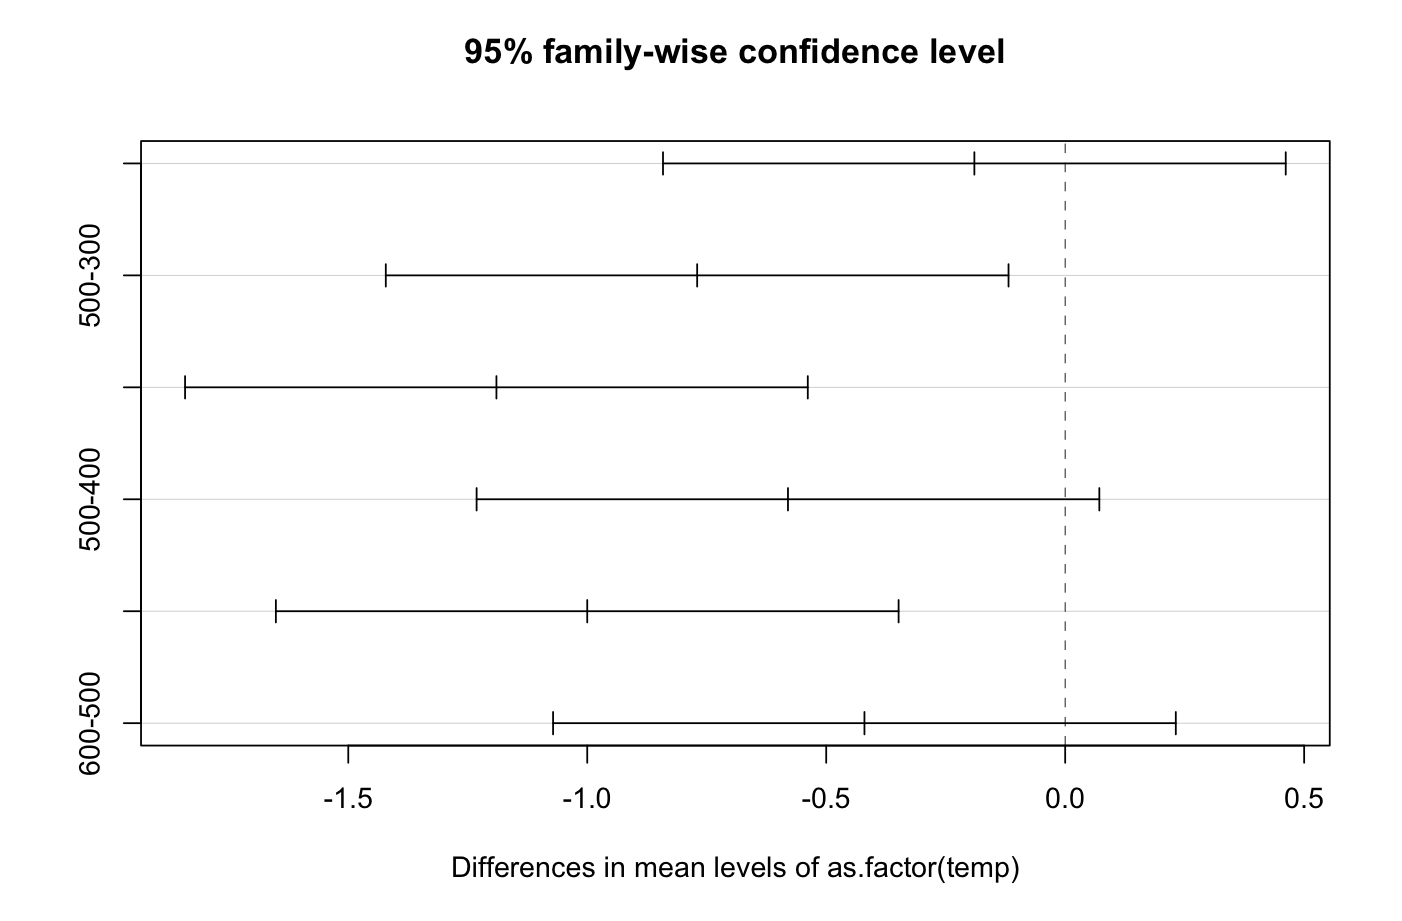 95% family-wise confidence level
500-300
500-400
600-500
-1.5 -1.0 -0.5 0.0 0.5
Differences in mean levels of as.factor(temp)